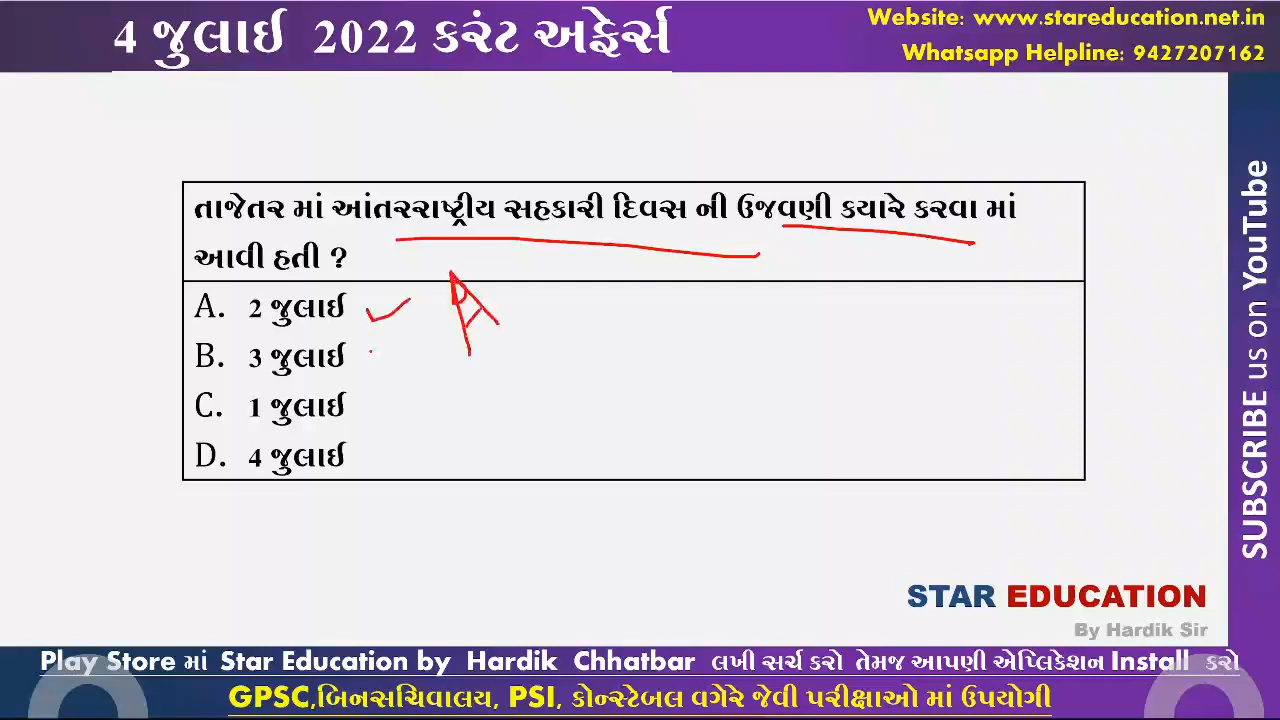 4 જુલાઈ 2022 કરંટ અફેર્સ
Website: www.stareducation.net.in
Whatsapp Helpline: 9427207162
તાજેતર માં આંતરરાષ્ટ્રીય સહકારી દિવસ ની ઉજવણી કયારે કરવા માં
આવી હતી ?
A. 2 જુલાઈ
A
B. 3 જુલાઈ
C. 1 જુલાઈ
D. 4 જુલાઈ
SUBSCRIBE us on YouTube
STAR EDUCATION
By Hardik Sir
Play Store માં Star Education by Hardik Chhatbar લખી સર્ચ કરો તેમજ આપણી એપ્લિકેશન Install કરો
GPSC,બિનસચિવાલય, PSI, કોન્સ્ટેબલ વગેરે જેવી પરીક્ષાઓ માં ઉપયોગી